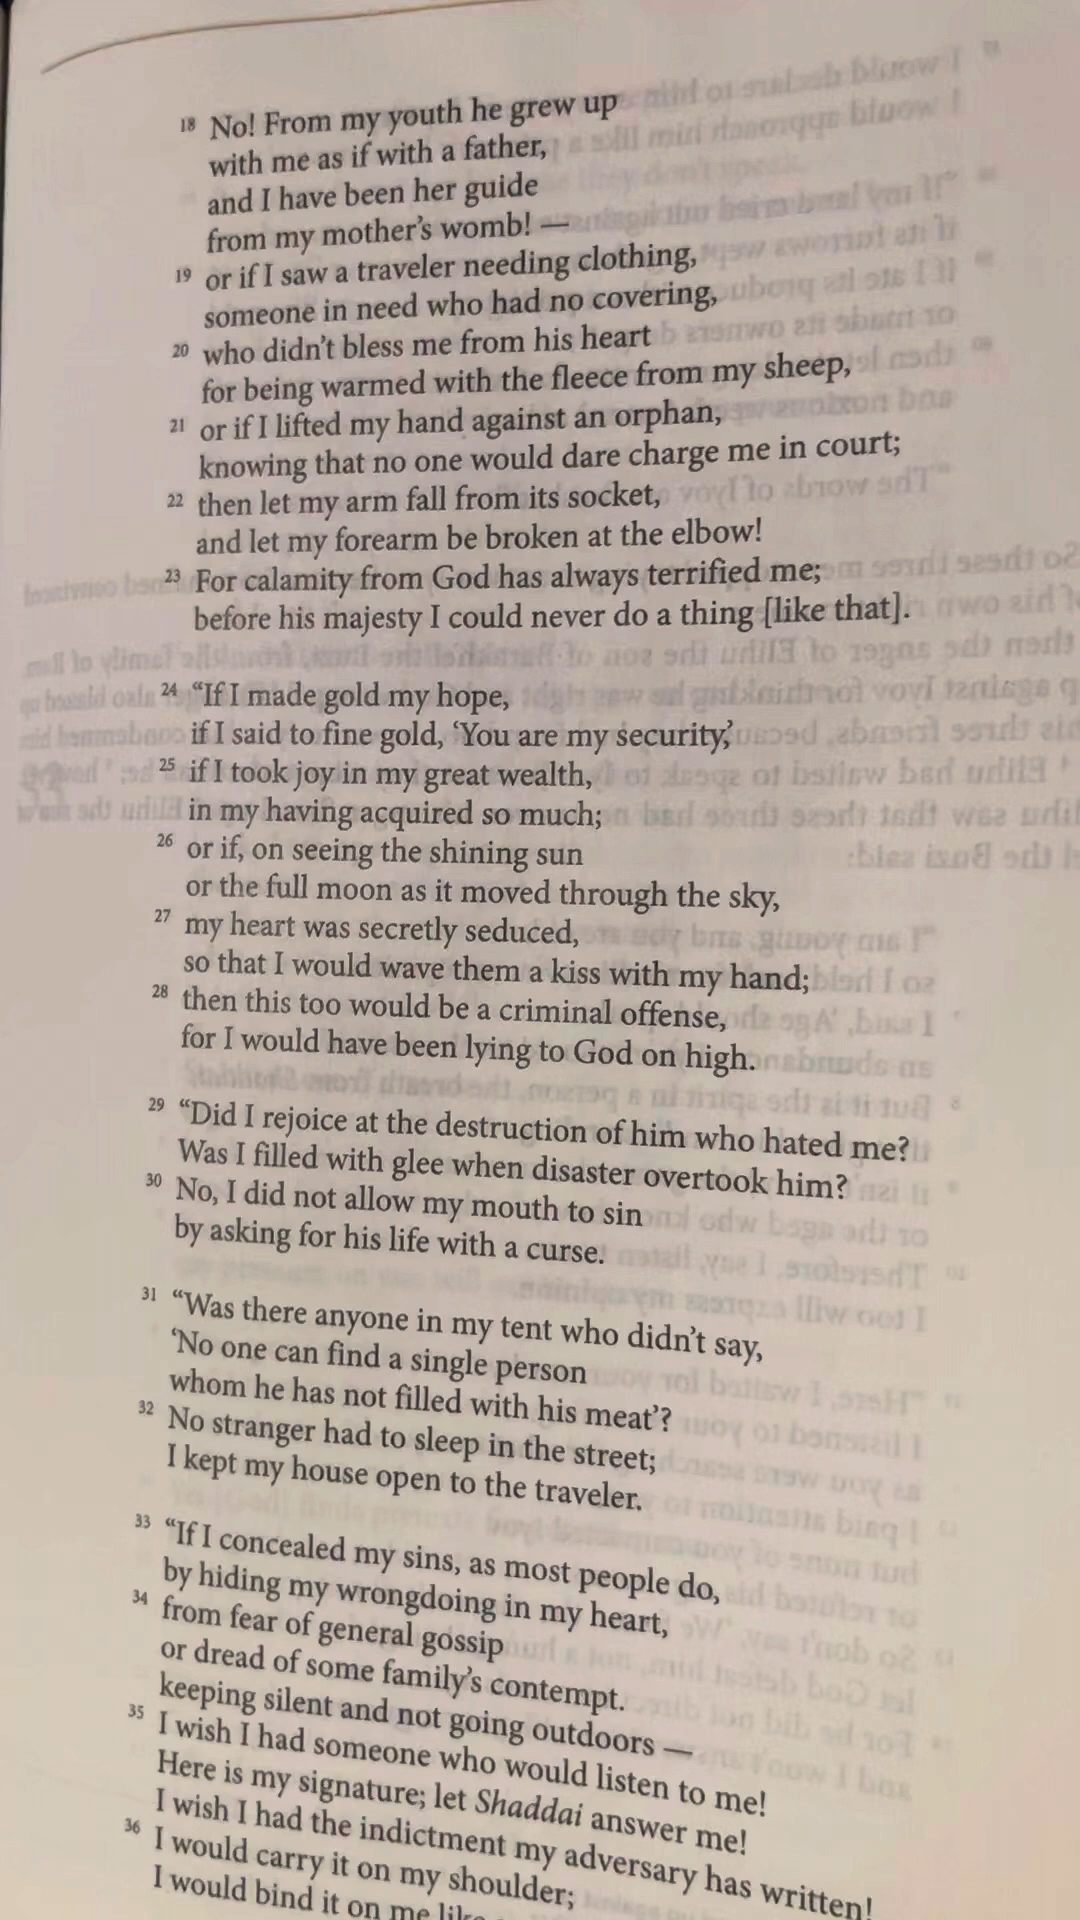 18 No! From my youth he grew up
with me as if with a father,
and I have been her guide
from my mother's womb! —
19 or if I saw a traveler needing clothing,
someone in need who had no covering,
20 who didn't bless me from his heart
for being warmed with the fleece from my sheep,
21 or if I lifted my hand against an orphan,
knowing that no one would dare charge me in court;
22 then let my arm fall from its socket,
and let my forearm be broken at the elbow!
23 For calamity from God has always terrified me;
before his majesty I could never do a thing [like that].
24 “If I made gold my hope,
if I said to fine gold, ‘You are my security,’
25 if I took joy in my great wealth,
in my having acquired so much;
26 or if, on seeing the shining sun
or the full moon as it moved through the sky,
27 my heart was secretly seduced,
so that I would wave them a kiss with my hand;
28 then this too would be a criminal offense,
for I would have been lying to God on high.
29 “Did I rejoice at the destruction of him who hated me?
Was I filled with glee when disaster overtook him?
30 No, I did not allow my mouth to sin
by asking for his life with a curse.
31 “Was there anyone in my tent who didn't say,
‘No one can find a single person
whom he has not filled with his meat’?
32 No stranger had to sleep in the street;
I kept my house open to the traveler.
33 “If I concealed my sins, as most people do,
by hiding my wrongdoing in my heart,
34 from fear of general gossip
or dread of some family's contempt.
keeping silent and not going outdoors —
35 I wish I had someone who would listen to me!
Here is my signature; let Shaddai answer me!
I wish I had the indictment my adversary has written!
36 I would carry it on my shoulder;
I would bind it on me like